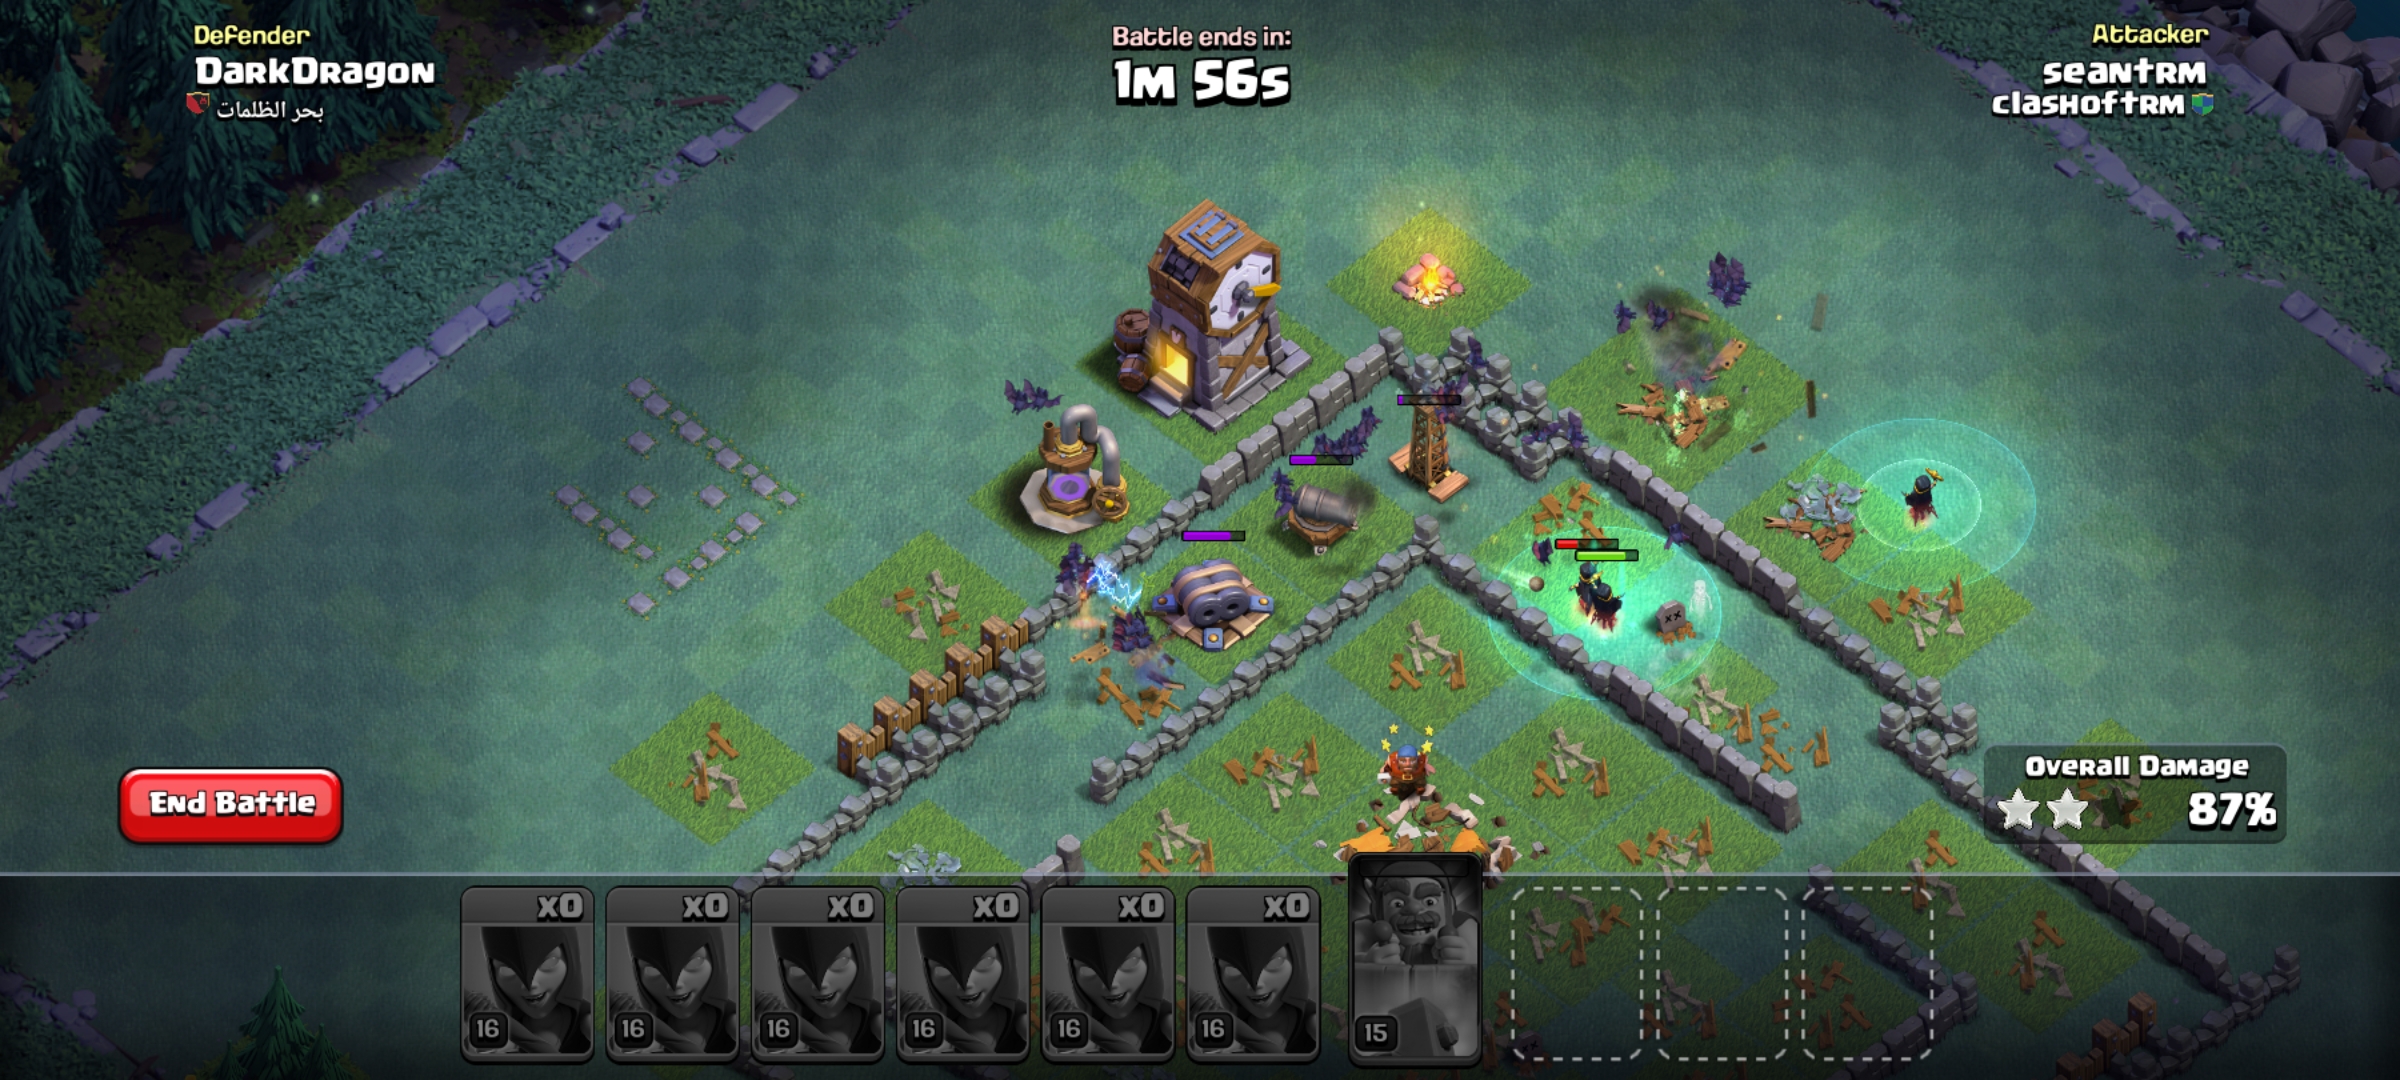 Defender
DarkDragon
بحر الظلمات
Battle ends in:
1m 56s
Attacker
seantrm
clashoftrm
End Battle
Overall Damage
87%
x0 x0 x0 x0 x0 x0
16 16 16 16 16 16 15